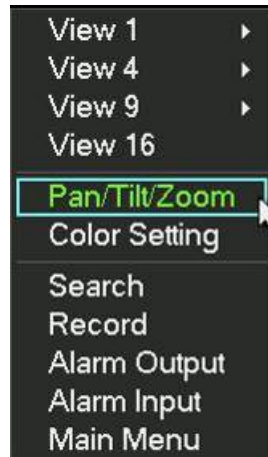 View 1
View 4
View 9
View 16
Pan/Tilt/Zoom
Color Setting
Search
Record
Alarm Output
Alarm Input
Main Menu